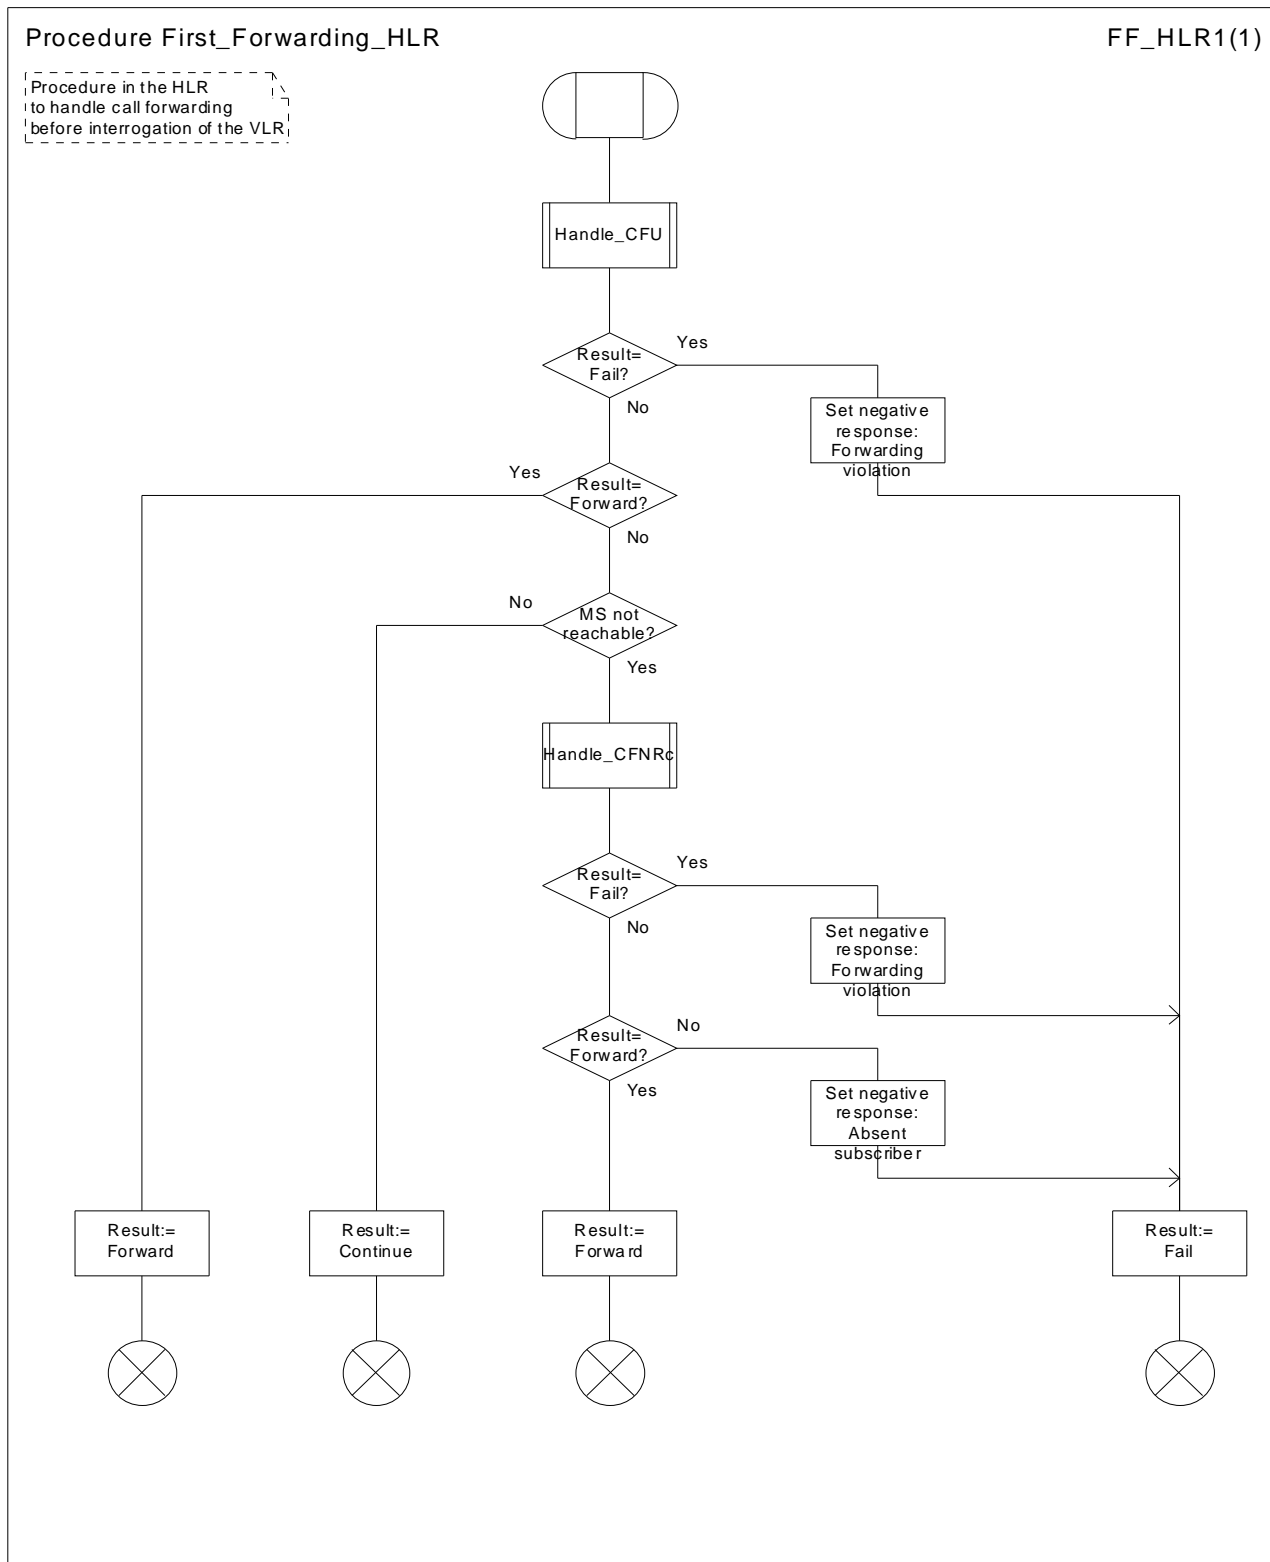 Procedure First_Forwarding_HLR
FF_HLR1(1)
Procedure in the HLR
to handle call forwarding
before interrogation of the VLR
Handle_CFU
Result=
Fail?
Yes
No
Set negative
response:
Forwarding
violation
Yes
Result=
Forward?
No
No
MS not
reachable?
Yes
Handle_CFNRc
Result=
Fail?
Yes
No
Set negative
response:
Forwarding
violation
Result=
Forward?
No
Yes
Set negative
response:
Absent
subscriber
Result:=
Forward
Result:=
Continue
Result:=
Forward
Result:=
Fail